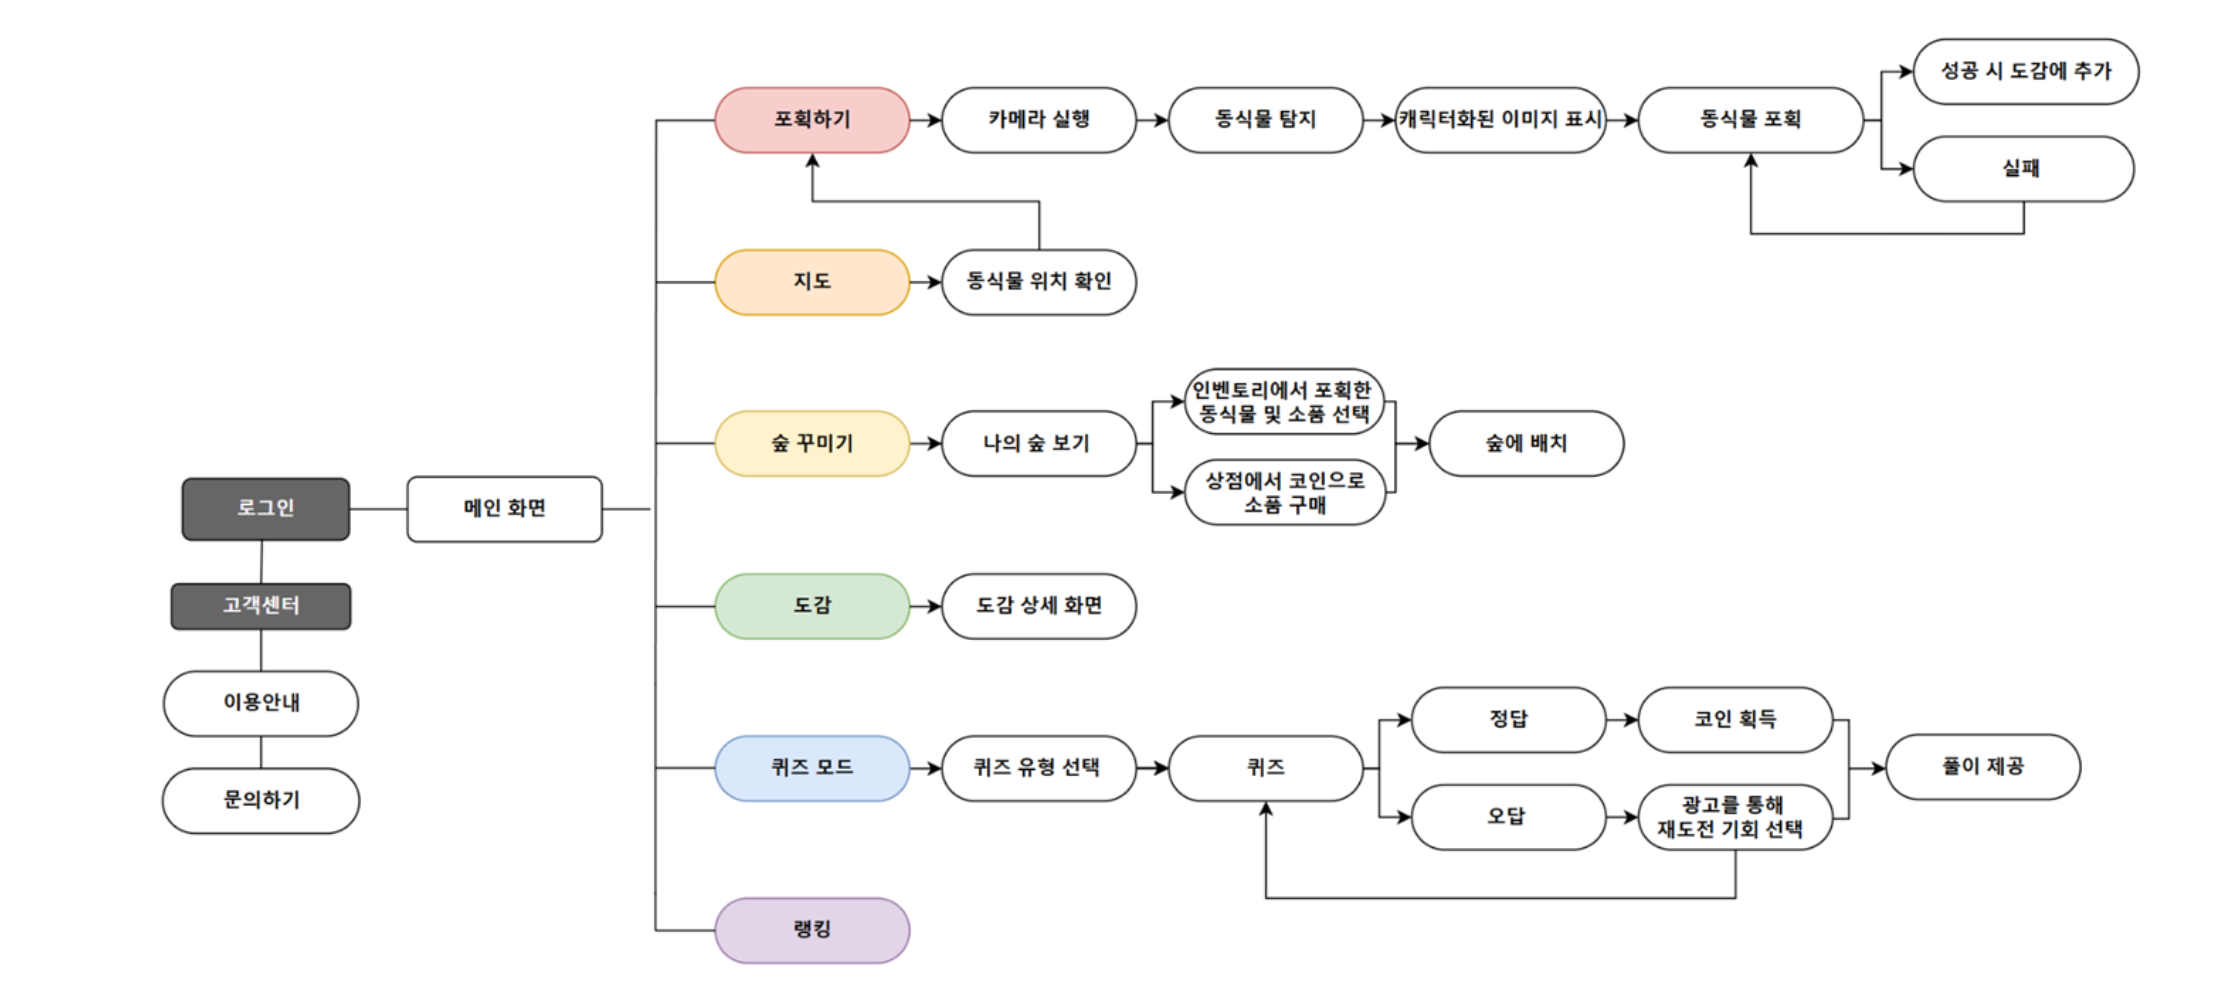 포획하기
카메라 실행
동식물 탐지
캐릭터화된 이미지 표시
동식물 포획
성공 시 도감에 추가
실패
지도
동식물 위치 확인
숲 꾸미기
나의 숲 보기
인벤토리에서 포획한
동식물 및 소품 선택
상점에서 코인으로
소품 구매
숲에 배치
로그인
메인 화면
고객센터
이용안내
문의하기
도감
도감 상세 화면
퀴즈 모드
퀴즈 유형 선택
퀴즈
정답
코인 획득
오답
광고를 통해
재도전 기회 선택
풀이 제공
랭킹